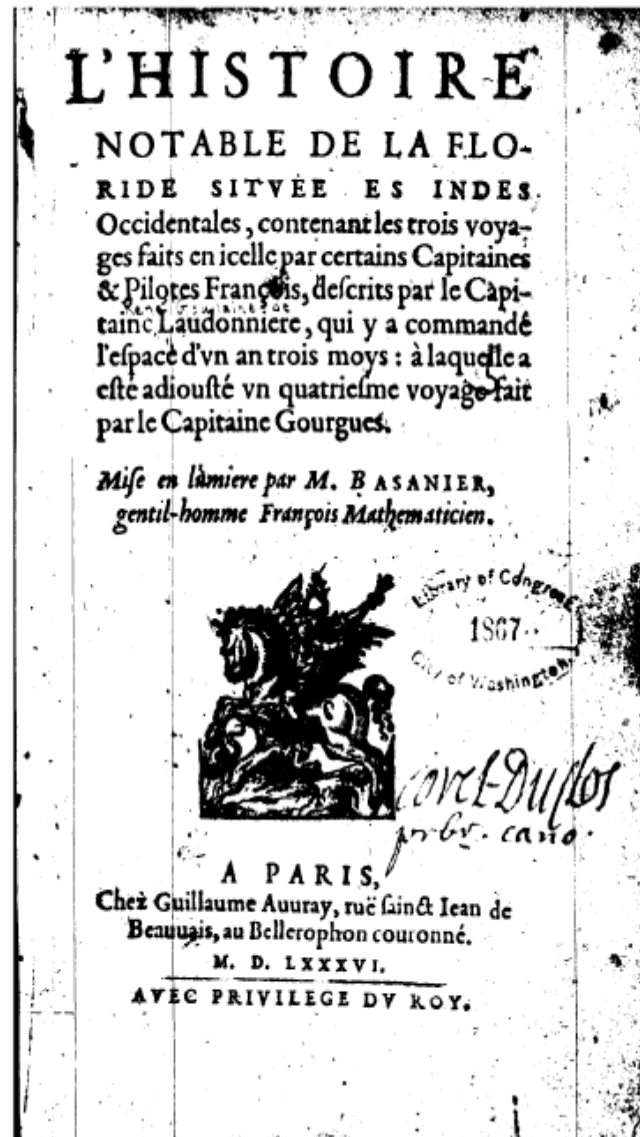 L'HISTOIRE
NOTABLE DE LA FLO-
RIDE SITVÉE ES INDES
Occidentales, contenant les trois voya-
ges faits en icelle par certains Capitaines
& Pilotes François, deſcrits par le Capi-
taine Laudonniere, qui y a commandé
l'eſpace d'vn an trois moys : à laquelle a
eſté adiouſté vn quatrieſme voyage fait
par le Capitaine Gourgues.
Miſe en lumiere par M. BASANIER,
gentil-homme François Mathematicien.
Library of Congress
1867
City of Washington
A PARIS,
Chez Guillaume Auuray, ruë ſainct Iean de
Beauuais, au Bellerophon couronné.
M. D. LXXXVI.
AVEC PRIVILEGE DV ROY.